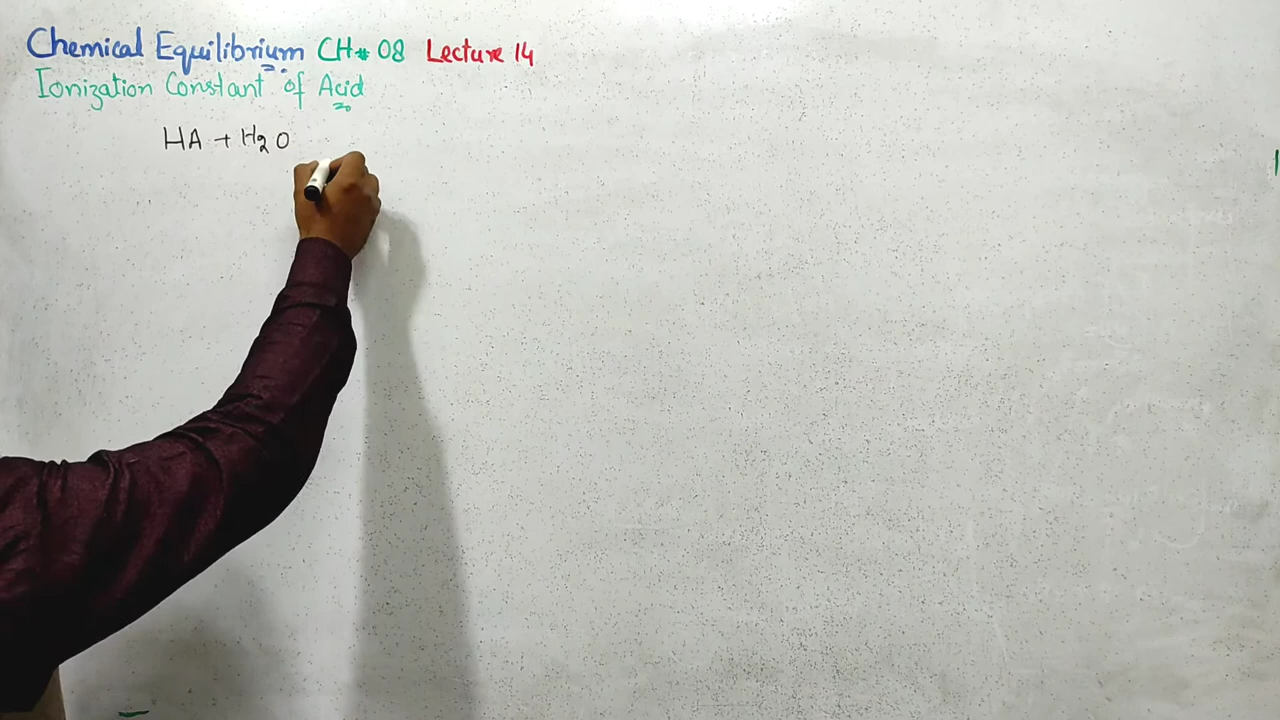 Chemical Equilibrium CH# 08 Lecture 14
Ionization Constant of Acid
HA + H2O